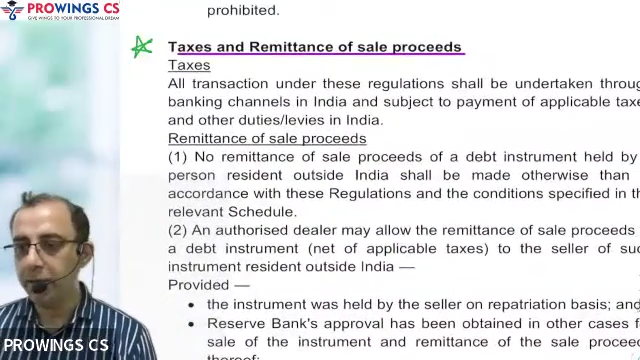 PROWINGS CS
GIVE WINGS TO YOUR PROFESSIONAL DREAM
prohibited.
Taxes and Remittance of sale proceeds
Taxes
All transaction under these regulations shall be undertaken throug
banking channels in India and subject to payment of applicable taxe
and other duties/levies in India.
Remittance of sale proceeds
(1) No remittance of sale proceeds of a debt instrument held by
person resident outside India shall be made otherwise than
accordance with these Regulations and the conditions specified in th
relevant Schedule.
(2) An authorised dealer may allow the remittance of sale proceeds
a debt instrument (net of applicable taxes) to the seller of suc
instrument resident outside India —
Provided —
• the instrument was held by the seller on repatriation basis; and
• Reserve Bank's approval has been obtained in other cases f
sale of the instrument and remittance of the sale procee
thereof;
PROWINGS CS